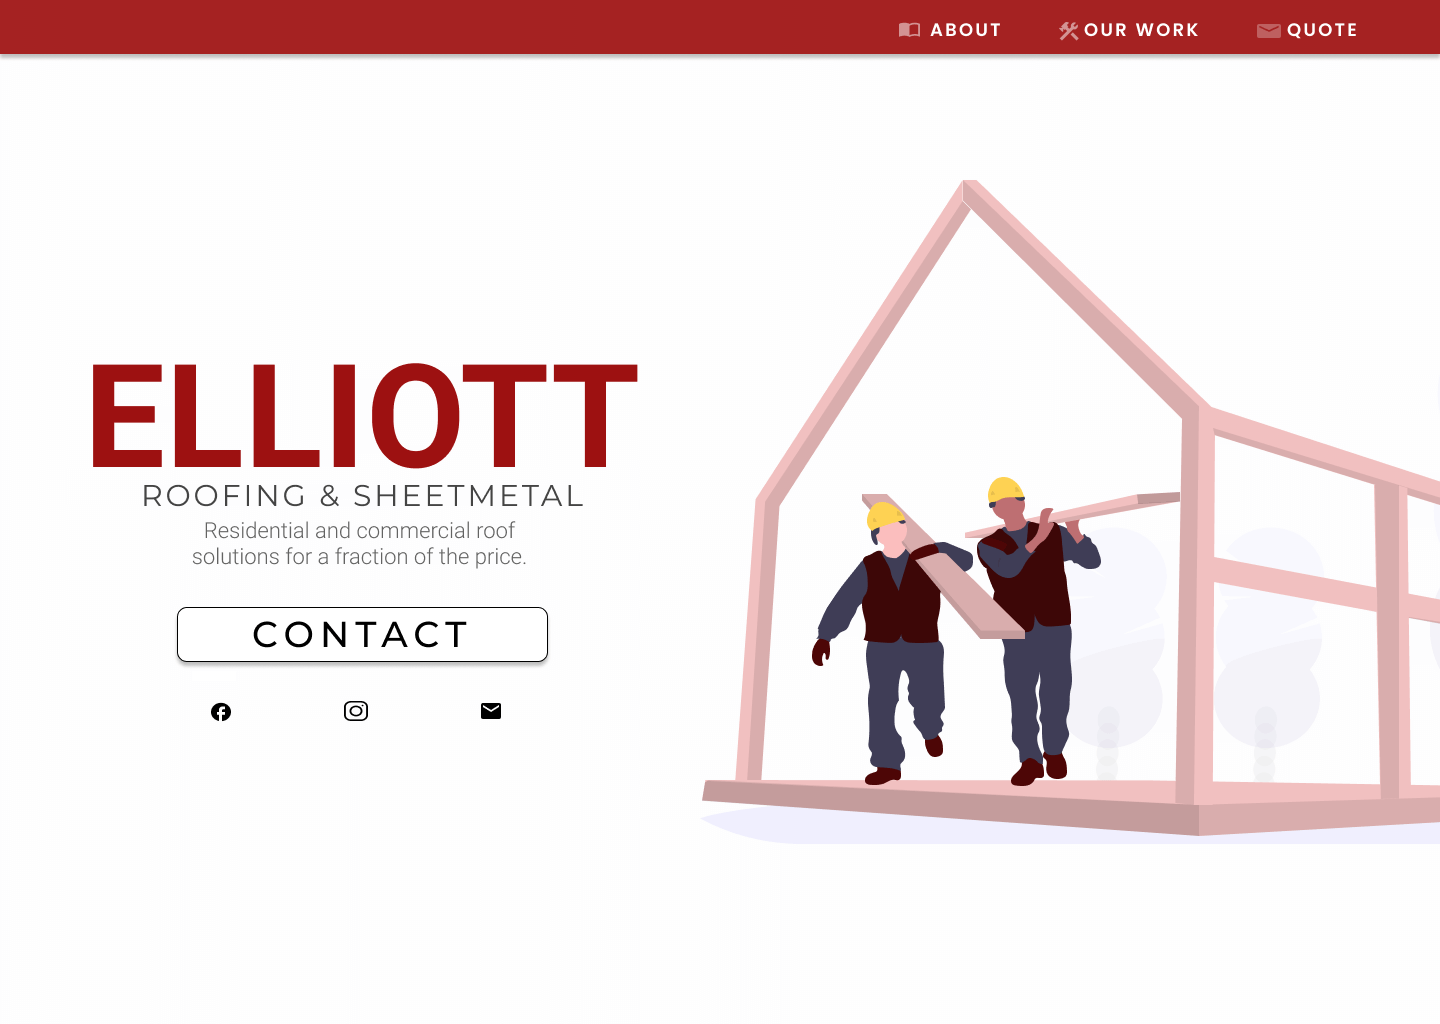 ABOUT OUR WORK QUOTE
ELLIOTT
ROOFING & SHEETMETAL
Residential and commercial roof
solutions for a fraction of the price.
CONTACT